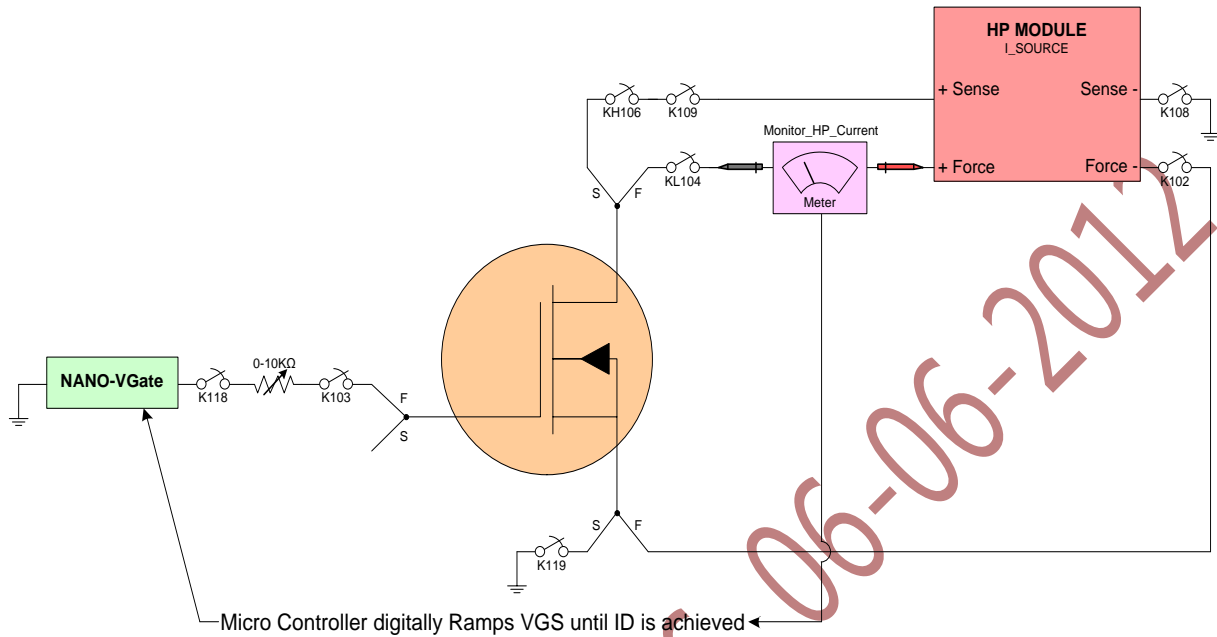 HP MODULE
I_SOURCE
+ Sense
Sense -
KH106
K109
K108
Monitor_HP_Current
+ Force
Force -
KL104
Meter
K102
S
F
NANO-VGate
0-10KΩ
K118
K103
F
S
S
F
K119
Micro Controller digitally Ramps VGS until ID is achieved
06-06-2012